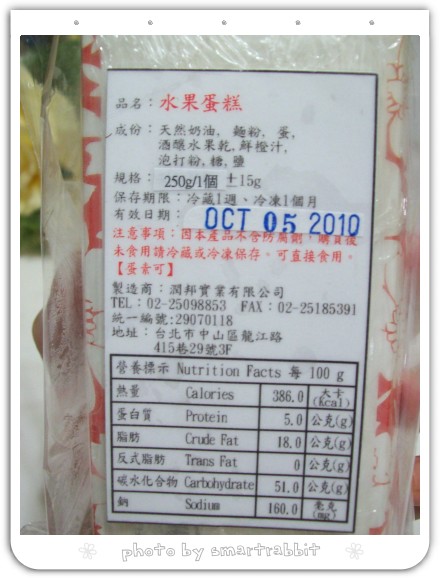 品名：水果蛋糕
成份：天然奶油, 麵粉, 蛋,
酒釀水果乾,鮮橙汁,
泡打粉,糖,鹽
規格：250g/1個 ±15g
保存期限：冷藏1週、冷凍1個月
有效日期：OCT 05 2010
注意事項：因本產品不含防腐劑，購買後
未食用請冷藏或冷凍保存。可直接食用。
【蛋素可】
製造商：潤邦實業有限公司
TEL：02-25098853 FAX：02-25185391
統一編號:29070118
地址：台北市中山區龍江路
415巷29號3F
營養標示 Nutrition Facts 每 100 g
熱量 Calories 386.0 大卡(Kcal)
蛋白質 Protein 5.0 公克(g)
脂肪 Crude Fat 18.0 公克(g)
反式脂肪 Trans Fat 0 公克(g)
碳水化合物 Carbohydrate 51.0 公克(g)
鈉 Sodium 160.0 毫克(mg)
photo by smartrabbit